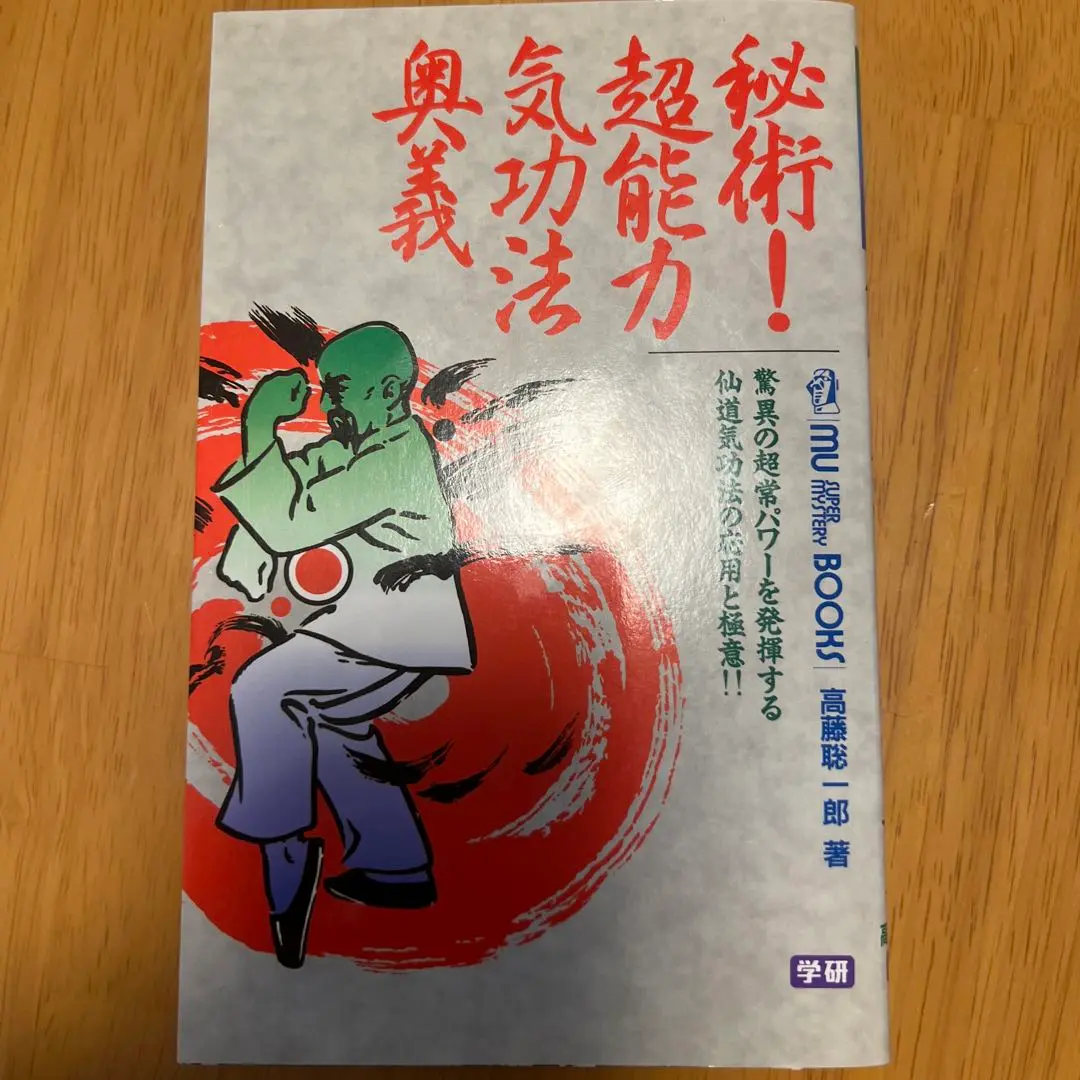 秘術!
超能力
気功法
奥義
驚異の超常パワーを発揮する
仙道気功法の応用と極意!!
MU SUPER MYSTERY BOOKS
高藤聡一郎 著
学研
高